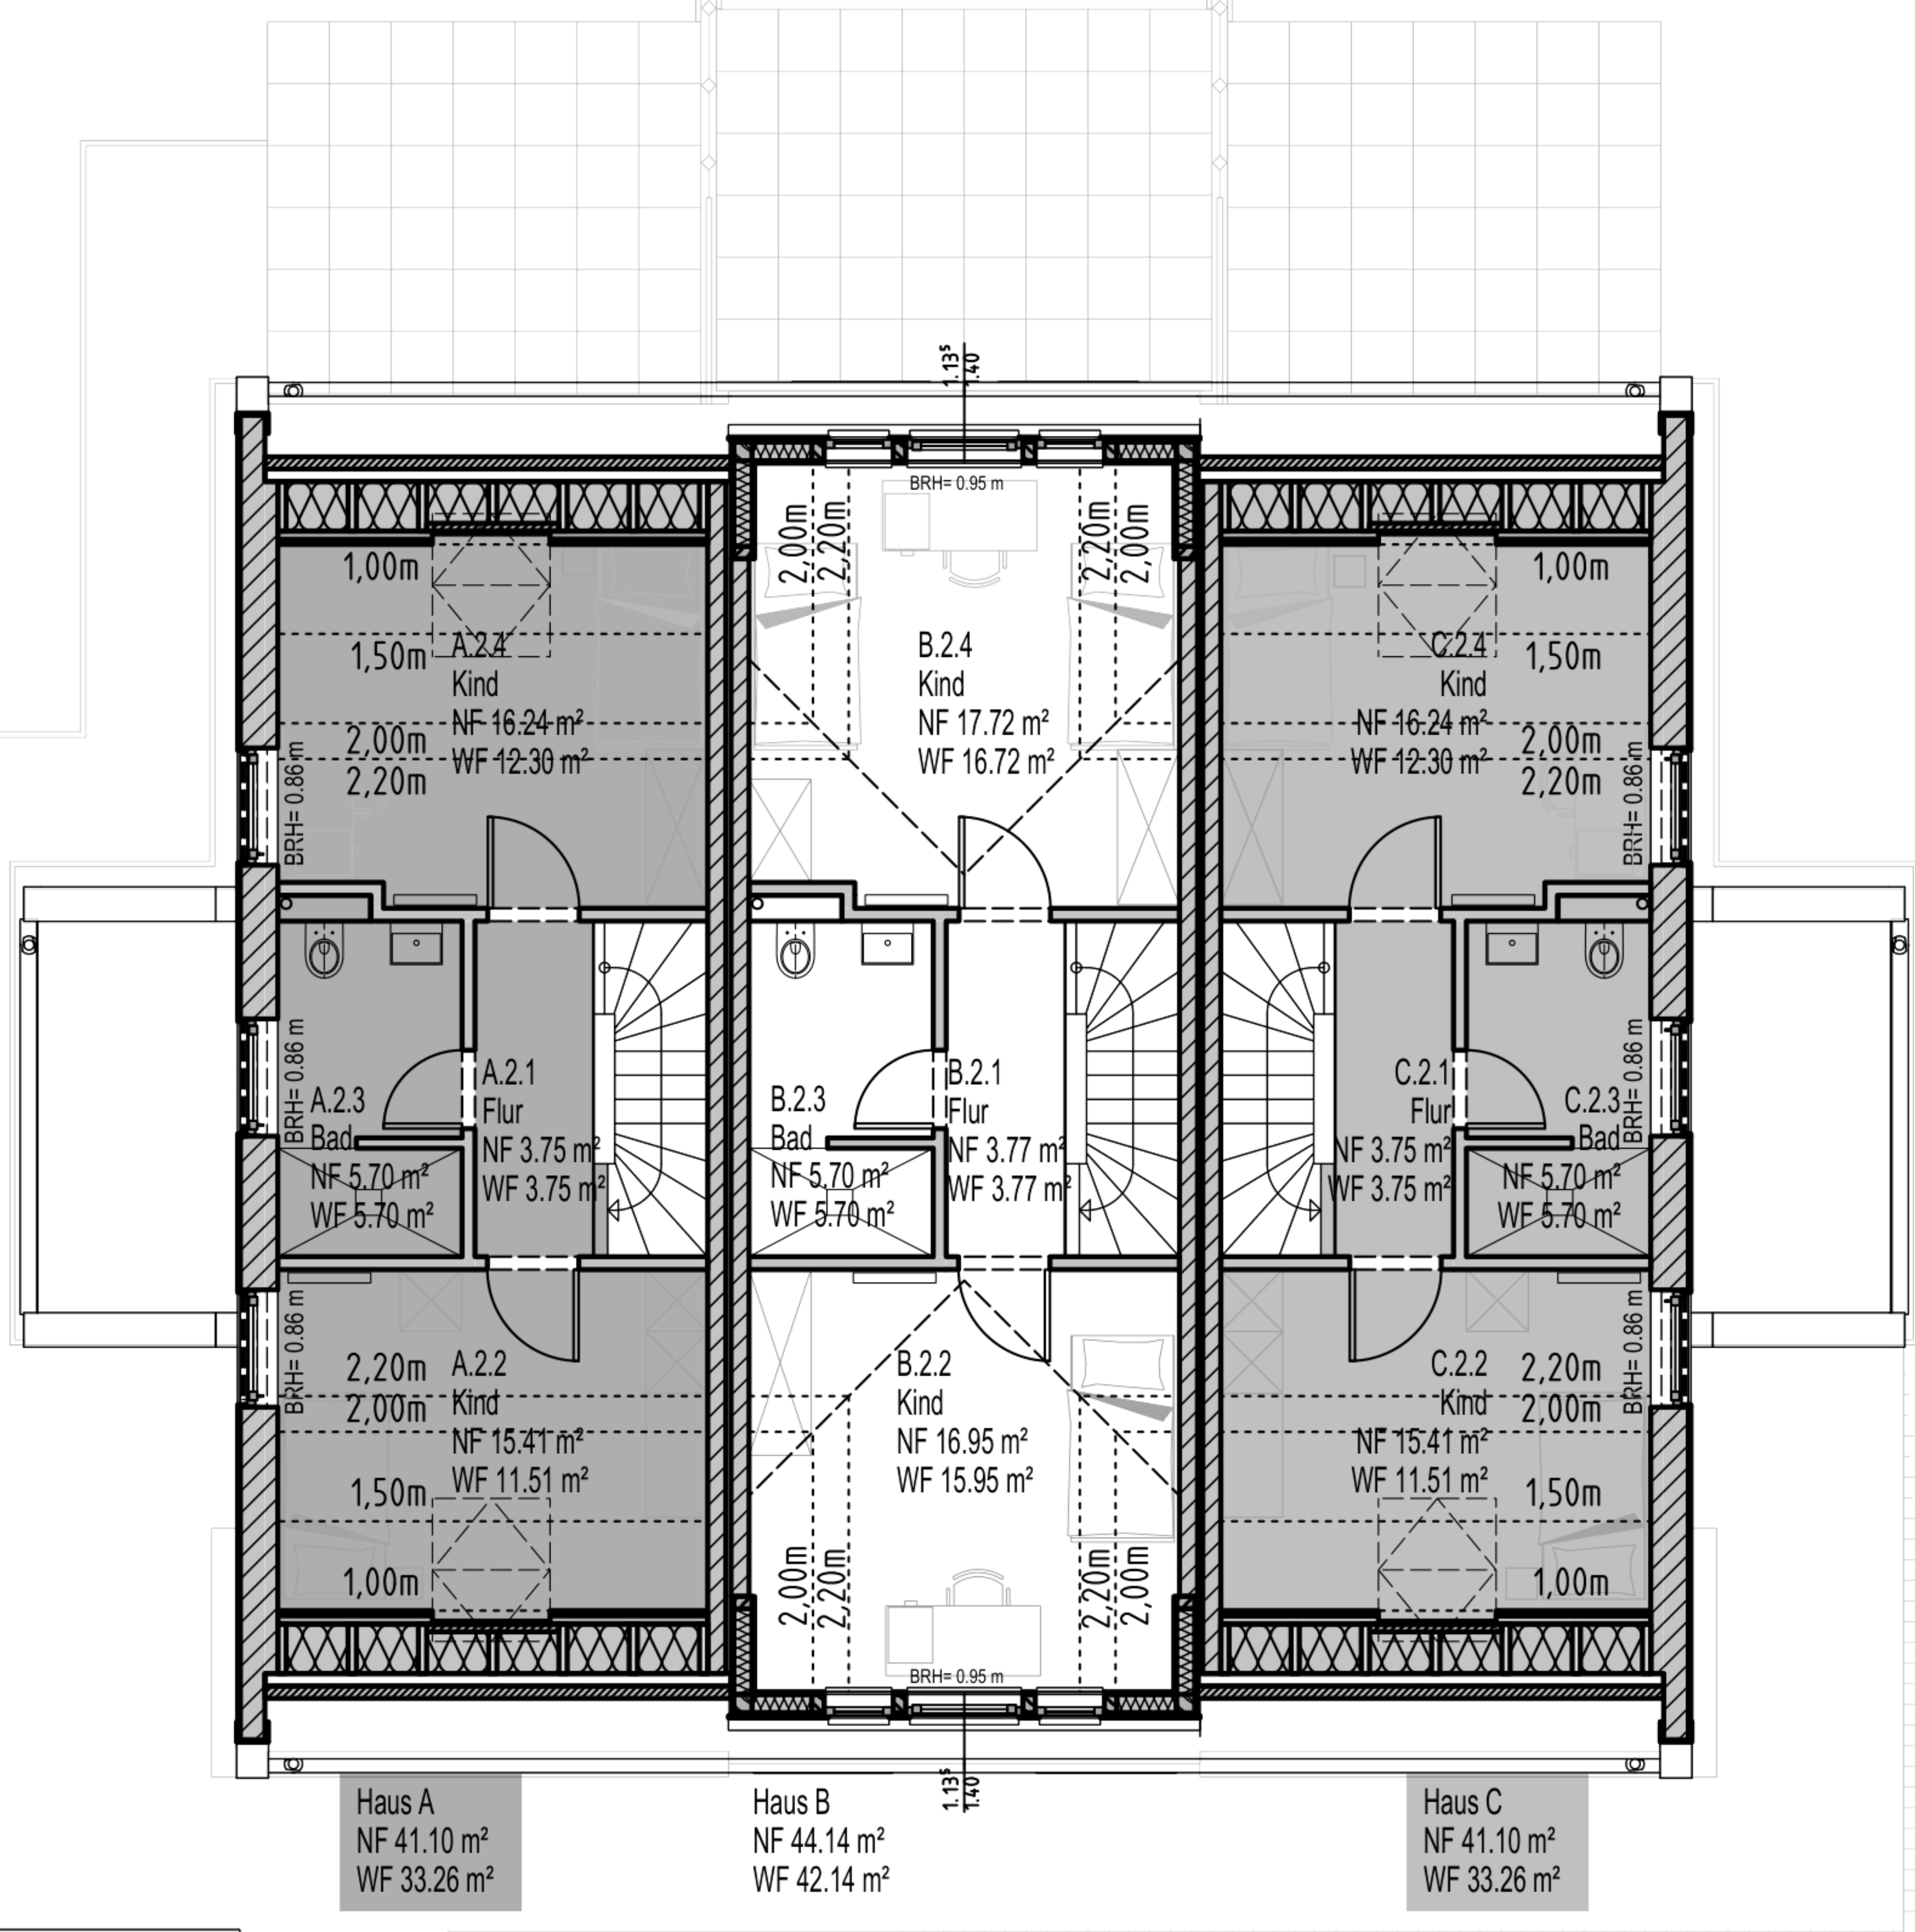 1.13⁵
1.40
BRH= 0.95 m
2,00m
2,20m
2,20m
2,00m
1,00m
1,50m
2,00m
2,20m
A.2.4
Kind
NF 16.24 m²
WF 12.30 m²
BRH= 0.86 m
B.2.4
Kind
NF 17.72 m²
WF 16.72 m²
C.2.4
Kind
NF 16.24 m²
WF 12.30 m²
1,00m
1,50m
2,00m
2,20m
BRH= 0.86 m
BRH= 0.86 m
A.2.3
Bad
NF 5.70 m²
WF 5.70 m²
A.2.1
Flur
NF 3.75 m²
WF 3.75 m²
B.2.3
Bad
NF 5.70 m²
WF 5.70 m²
B.2.1
Flur
NF 3.77 m²
WF 3.77 m²
C.2.1
Flur
NF 3.75 m²
WF 3.75 m²
C.2.3
Bad
NF 5.70 m²
WF 5.70 m²
BRH= 0.86 m
BRH= 0.86 m
2,20m
2,00m
1,50m
1,00m
A.2.2
Kind
NF 15.41 m²
WF 11.51 m²
B.2.2
Kind
NF 16.95 m²
WF 15.95 m²
C.2.2
Kind
NF 15.41 m²
WF 11.51 m²
2,20m
2,00m
1,50m
1,00m
BRH= 0.86 m
2,00m
2,20m
2,20m
2,00m
BRH= 0.95 m
1.13⁵
1.40
Haus A
NF 41.10 m²
WF 33.26 m²
Haus B
NF 44.14 m²
WF 42.14 m²
Haus C
NF 41.10 m²
WF 33.26 m²